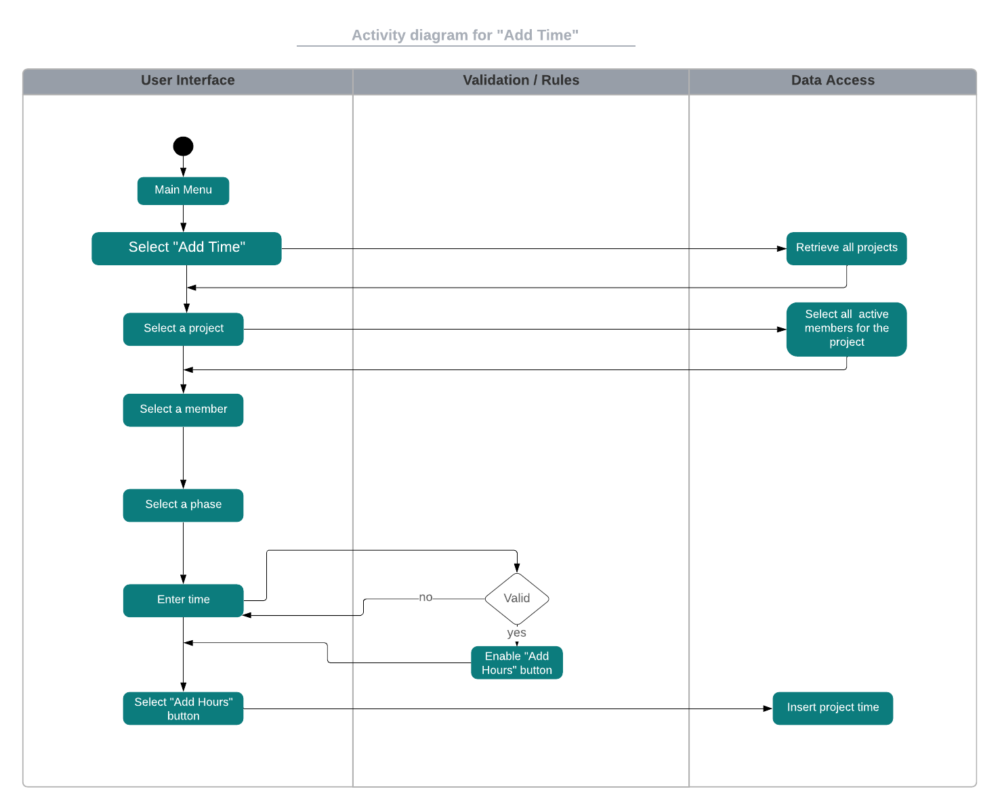 Activity diagram for "Add Time"
User Interface
Validation / Rules
Data Access
Main Menu
Select "Add Time"
Retrieve all projects
Select a project
Select all  active
members for the
project
Select a member
Select a phase
Enter time
no
Valid
yes
Enable "Add
Hours" button
Select "Add Hours"
button
Insert project time